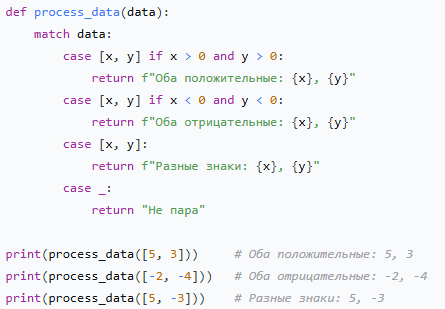 def process_data(data):
    match data:
        case [x, y] if x > 0 and y > 0:
            return f"Оба положительные: {x}, {y}"
        case [x, y] if x < 0 and y < 0:
            return f"Оба отрицательные: {x}, {y}"
        case [x, y]:
            return f"Разные знаки: {x}, {y}"
        case _:
            return "Не пара"

print(process_data([5, 3]))     # Оба положительные: 5, 3
print(process_data([-2, -4]))   # Оба отрицательные: -2, -4
print(process_data([5, -3]))    # Разные знаки: 5, -3